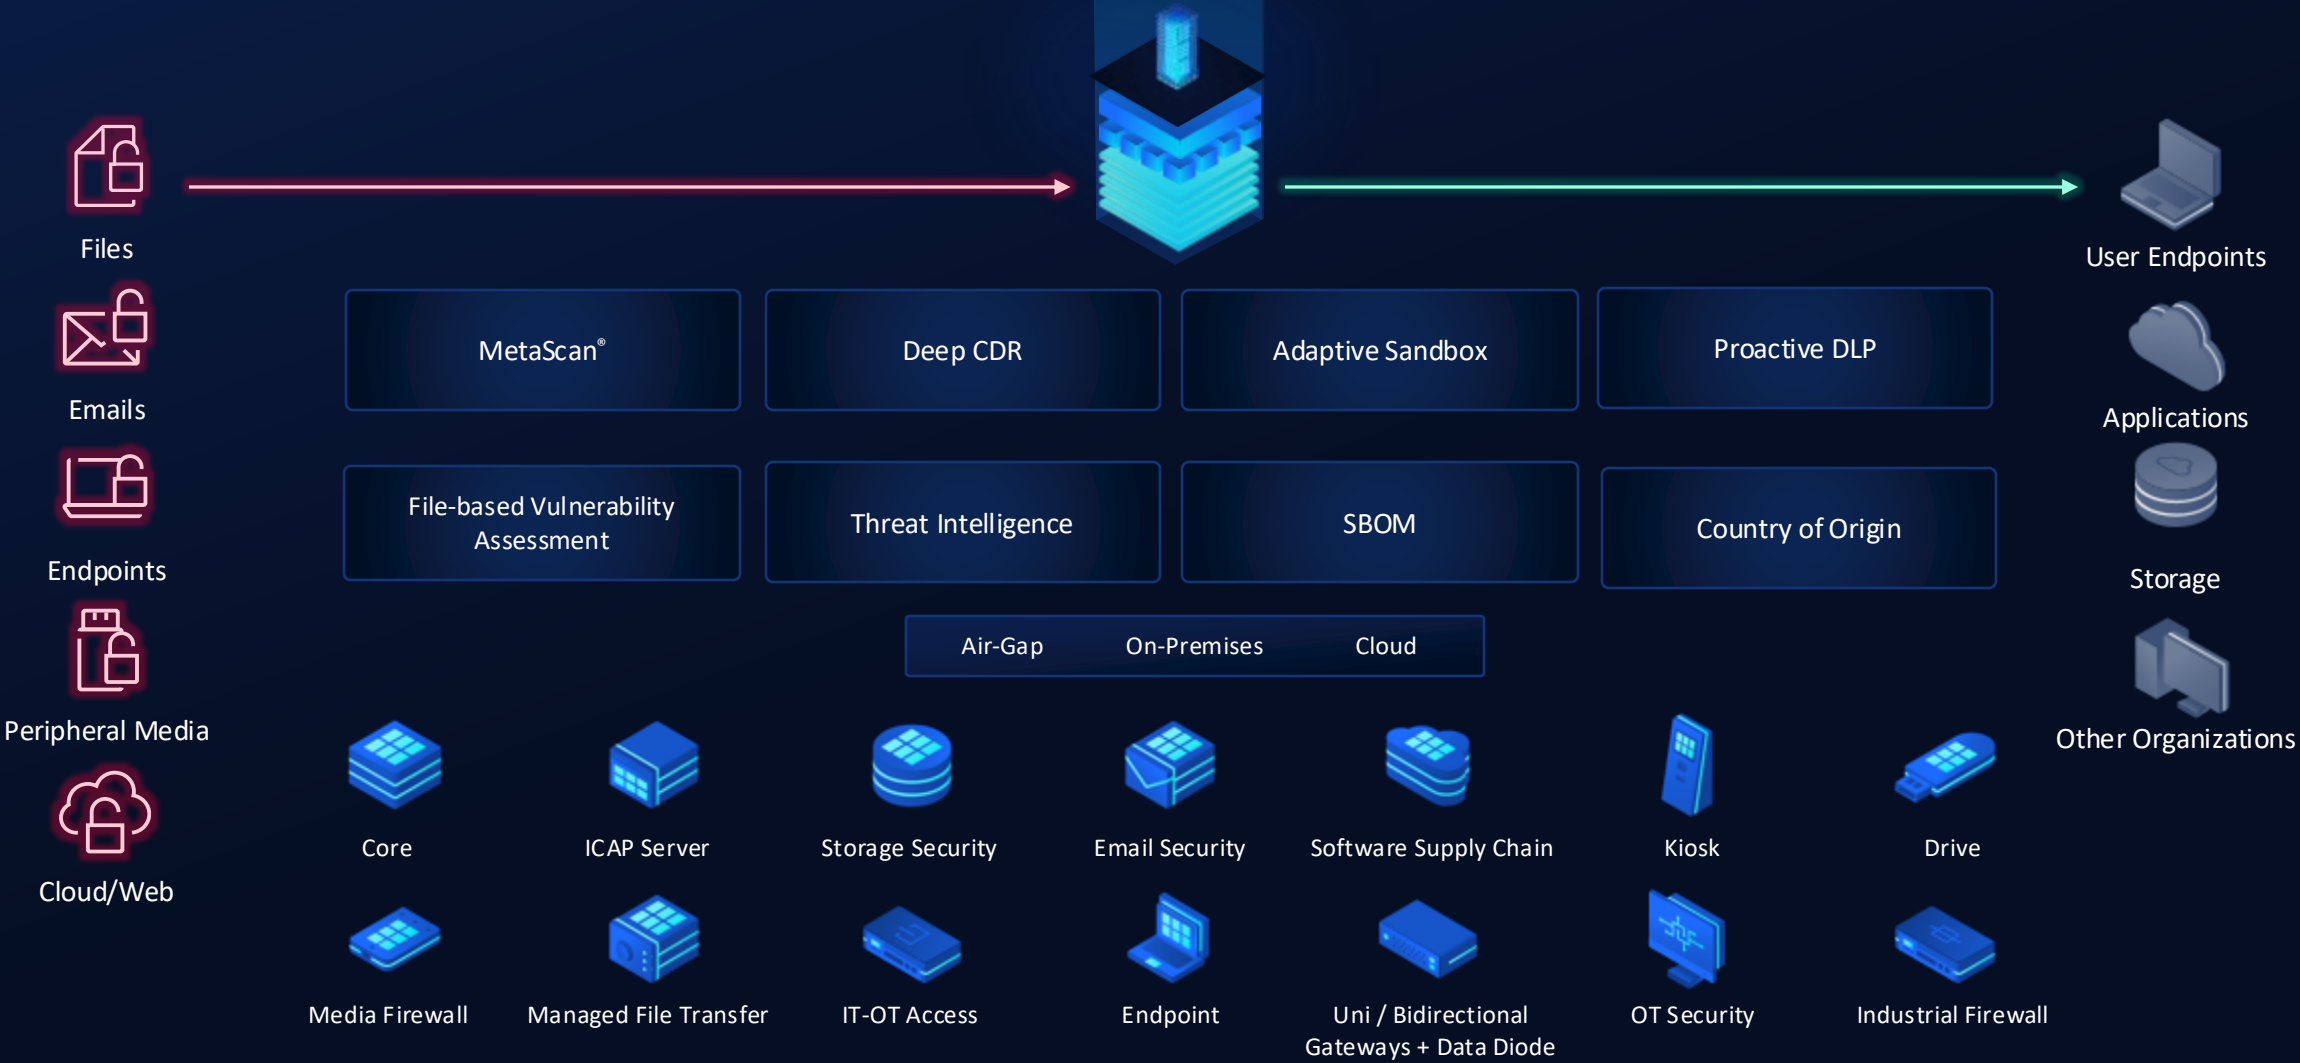 Files
Emails
Endpoints
Peripheral Media
Cloud/Web
MetaScan®
Deep CDR
Adaptive Sandbox
Proactive DLP
File-based Vulnerability
Assessment
Threat Intelligence
SBOM
Country of Origin
Air-Gap
On-Premises
Cloud
Core
ICAP Server
Storage Security
Email Security
Software Supply Chain
Kiosk
Drive
Media Firewall
Managed File Transfer
IT-OT Access
Endpoint
Uni / Bidirectional
Gateways + Data Diode
OT Security
Industrial Firewall
User Endpoints
Applications
Storage
Other Organizations